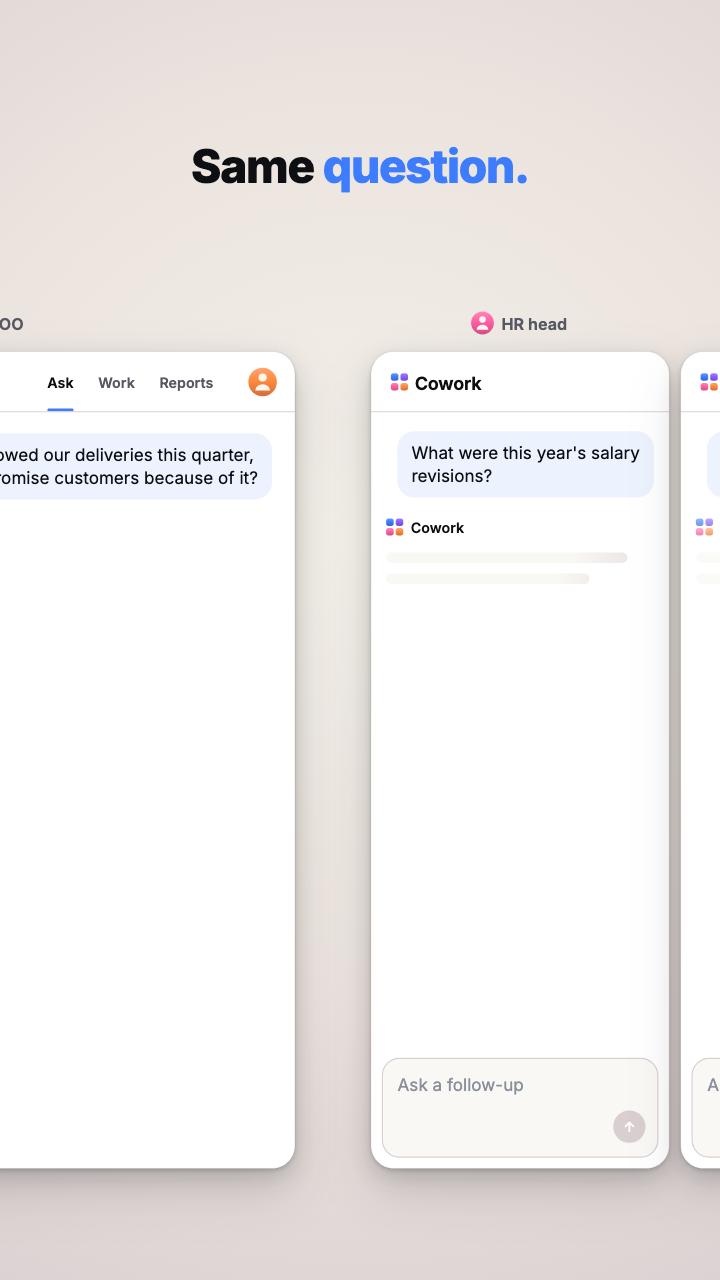 Same question.
OO
HR head
Ask Work Reports
Cowork
owed our deliveries this quarter,
romise customers because of it?
What were this year's salary
revisions?
Cowork
Ask a follow-up
A